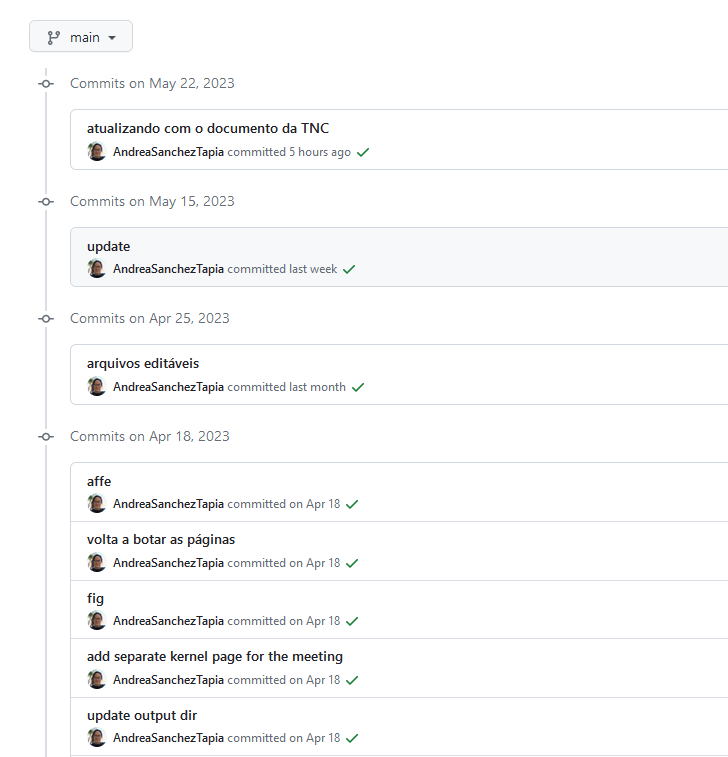 main
Commits on May 22, 2023
atualizando com o documento da TNC
AndreaSanchezTapia committed 5 hours ago
Commits on May 15, 2023
update
AndreaSanchezTapia committed last week
Commits on Apr 25, 2023
arquivos editáveis
AndreaSanchezTapia committed last month
Commits on Apr 18, 2023
affe
AndreaSanchezTapia committed on Apr 18
volta a botar as páginas
AndreaSanchezTapia committed on Apr 18
fig
AndreaSanchezTapia committed on Apr 18
add separate kernel page for the meeting
AndreaSanchezTapia committed on Apr 18
update output dir
AndreaSanchezTapia committed on Apr 18